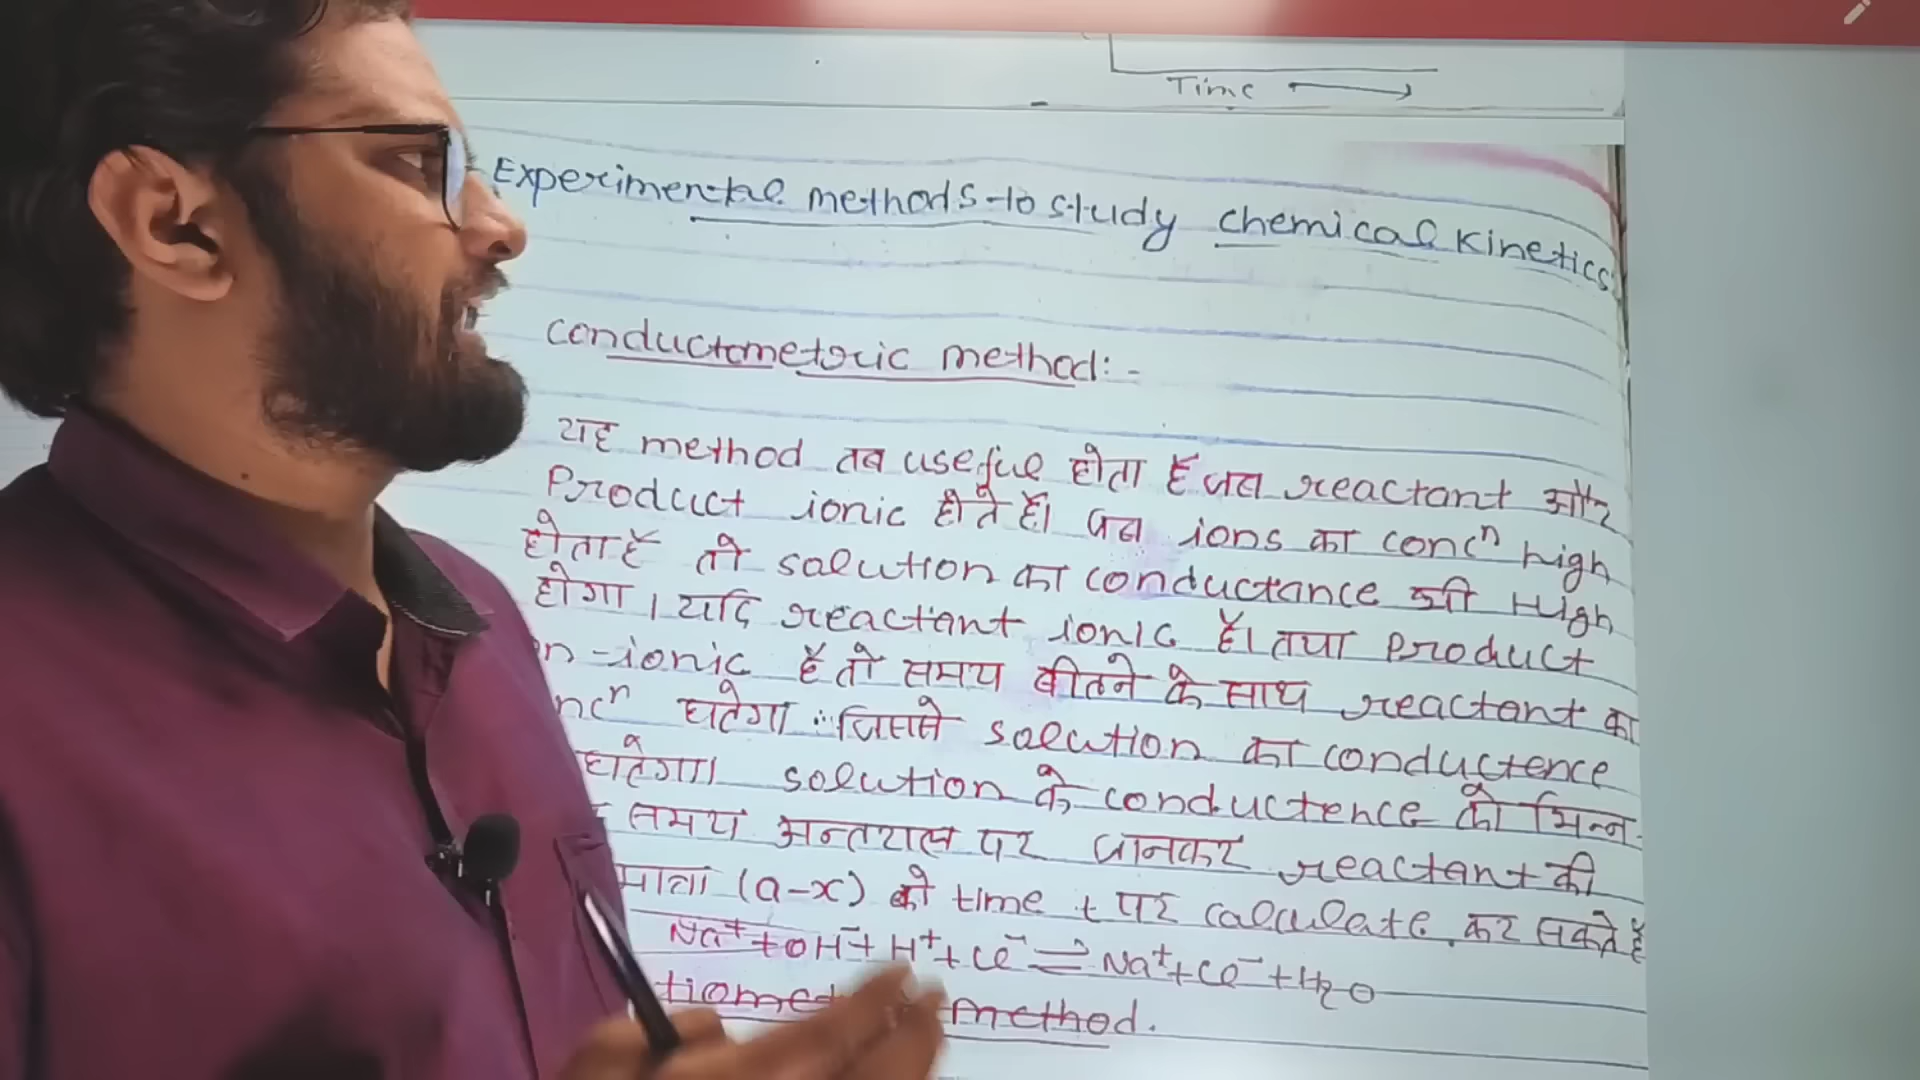 Time
Experimental methods to study chemical Kinetics
Conductometoric method:-
यह method तब useful होता है जब reactant और
Product ionic होते हैं। जब ions का concⁿ high
होता है तो solution का conductance भी High
होगा। यदि reactant ionic है। तथा Product
n-ionic है तो समय बीतने के साथ reactant का
ncⁿ घटेगा जिससे solution का conductence
घटेगा। solution के conductence को भिन्न-
समय अन्तराल पर जानकर reactant की
मात्रा (a-x) को time t पर calculate कर सकते हैं
Na⁺+OH⁻+H⁺+Cl⁻⇌Na⁺+Cl⁻+H₂O
method.